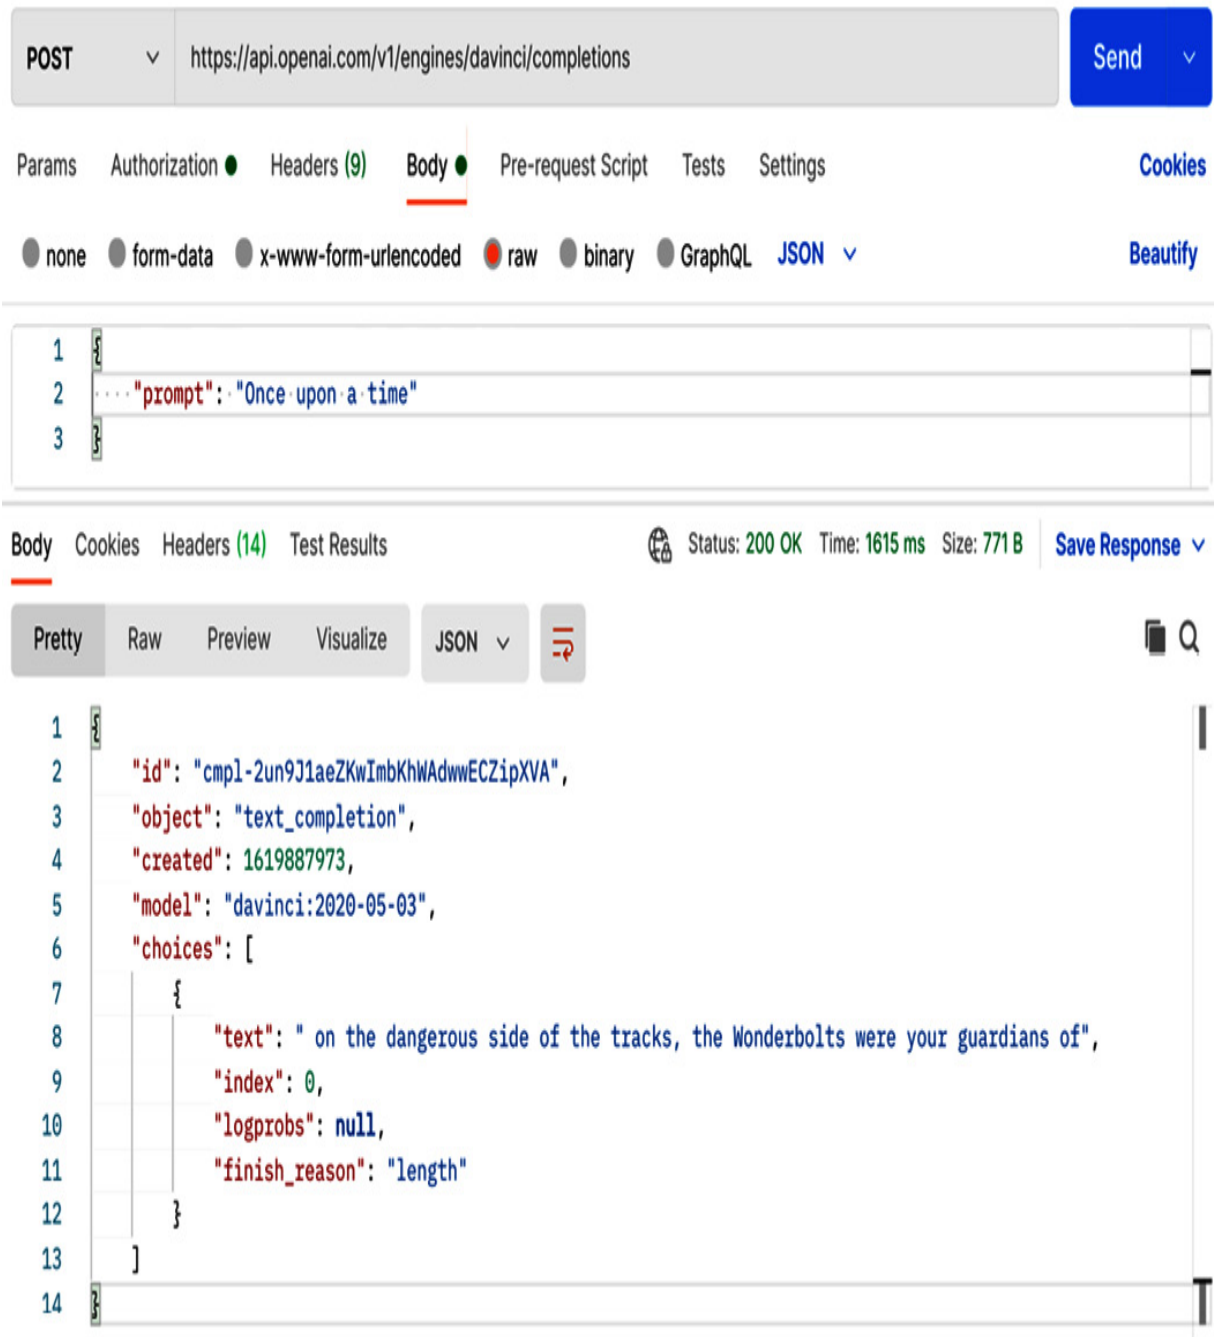 POST https://api.openai.com/v1/engines/davinci/completions Send
Params Authorization Headers (9) Body Pre-request Script Tests Settings Cookies
none form-data x-www-form-urlencoded raw binary GraphQL JSON Beautify
1 {
2 "prompt": "Once upon a time"
3 }
Body Cookies Headers (14) Test Results Status: 200 OK Time: 1615 ms Size: 771 B Save Response
Pretty Raw Preview Visualize JSON
1 {
2 "id": "cmpl-2un9J1aeZKwImbKhWAdwwECZipXVA",
3 "object": "text_completion",
4 "created": 1619887973,
5 "model": "davinci:2020-05-03",
6 "choices": [
7 {
8 "text": " on the dangerous side of the tracks, the Wonderbolts were your guardians of",
9 "index": 0,
10 "logprobs": null,
11 "finish_reason": "length"
12 }
13 ]
14 }